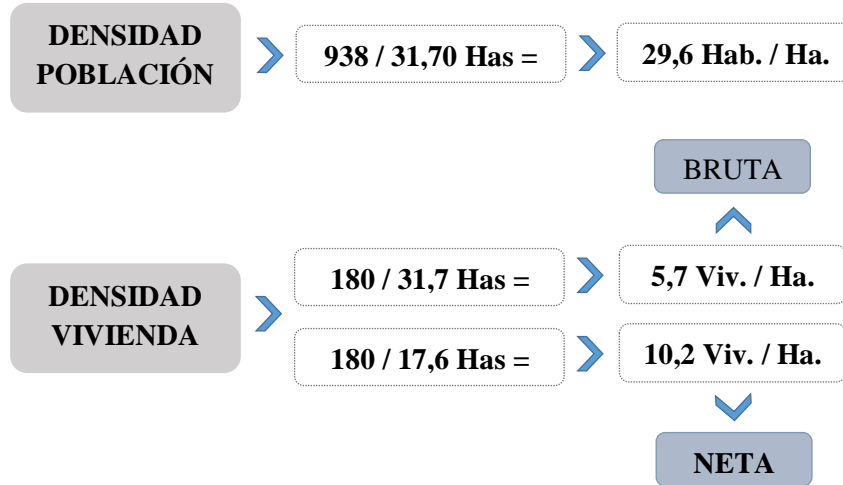 DENSIDAD
POBLACIÓN
938 / 31,70 Has =
29,6 Hab. / Ha.
BRUTA
DENSIDAD
VIVIENDA
180 / 31,7 Has =
5,7 Viv. / Ha.
180 / 17,6 Has =
10,2 Viv. / Ha.
NETA